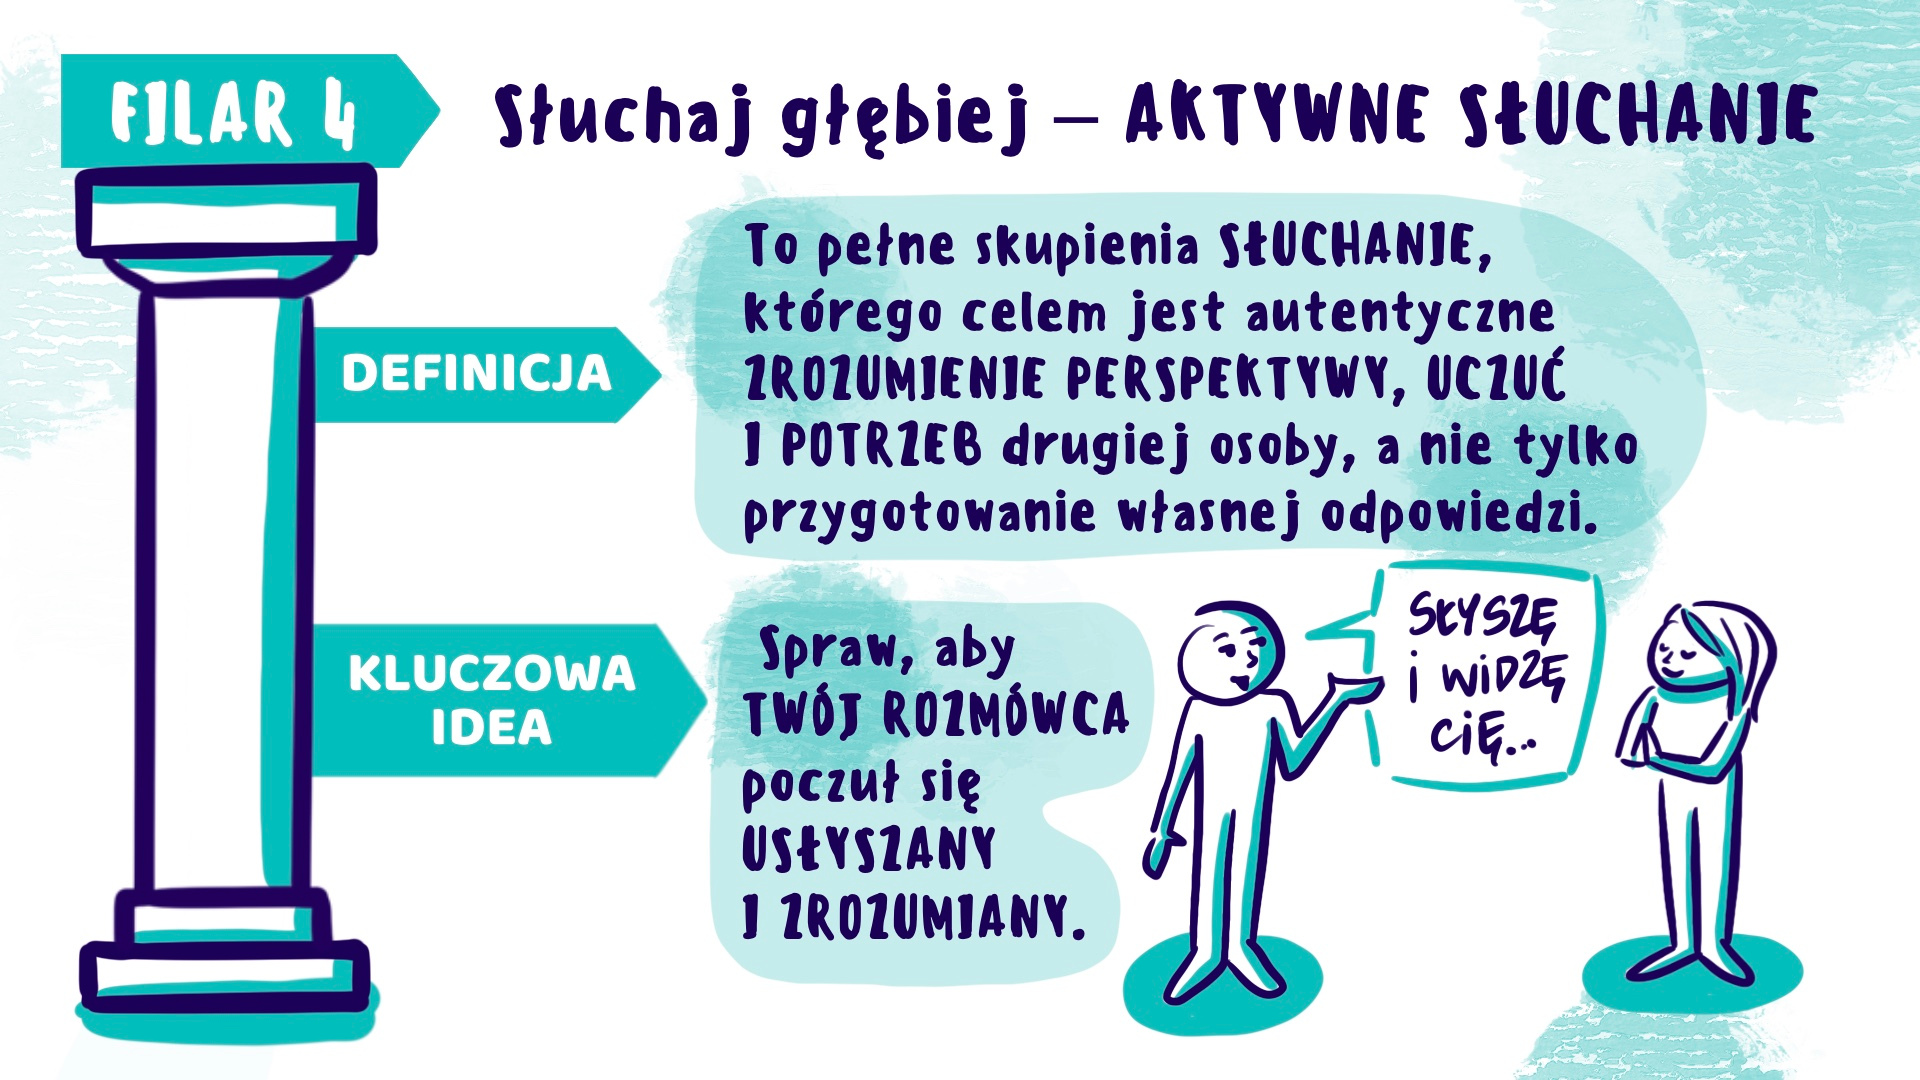 FILAR 4
Słuchaj głębiej – AKTYWNE SŁUCHANIE
DEFINICJA
To pełne skupienia SŁUCHANIE,
którego celem jest autentyczne
ZROZUMIENIE PERSPEKTYWY, UCZUĆ
I POTRZEB drugiej osoby, a nie tylko
przygotowanie własnej odpowiedzi.
KLUCZOWA
IDEA
Spraw, aby
TWÓJ ROZMÓWCA
poczuł się
USŁYSZANY
I ZROZUMIANY.
SŁYSZĘ
i WiDZĘ
CiĘ...